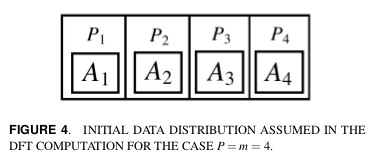 P1 P2 P3 P4
A1 A2 A3 A4
FIGURE 4. INITIAL DATA DISTRIBUTION ASSUMED IN THE
DFT COMPUTATION FOR THE CASE P = m = 4.